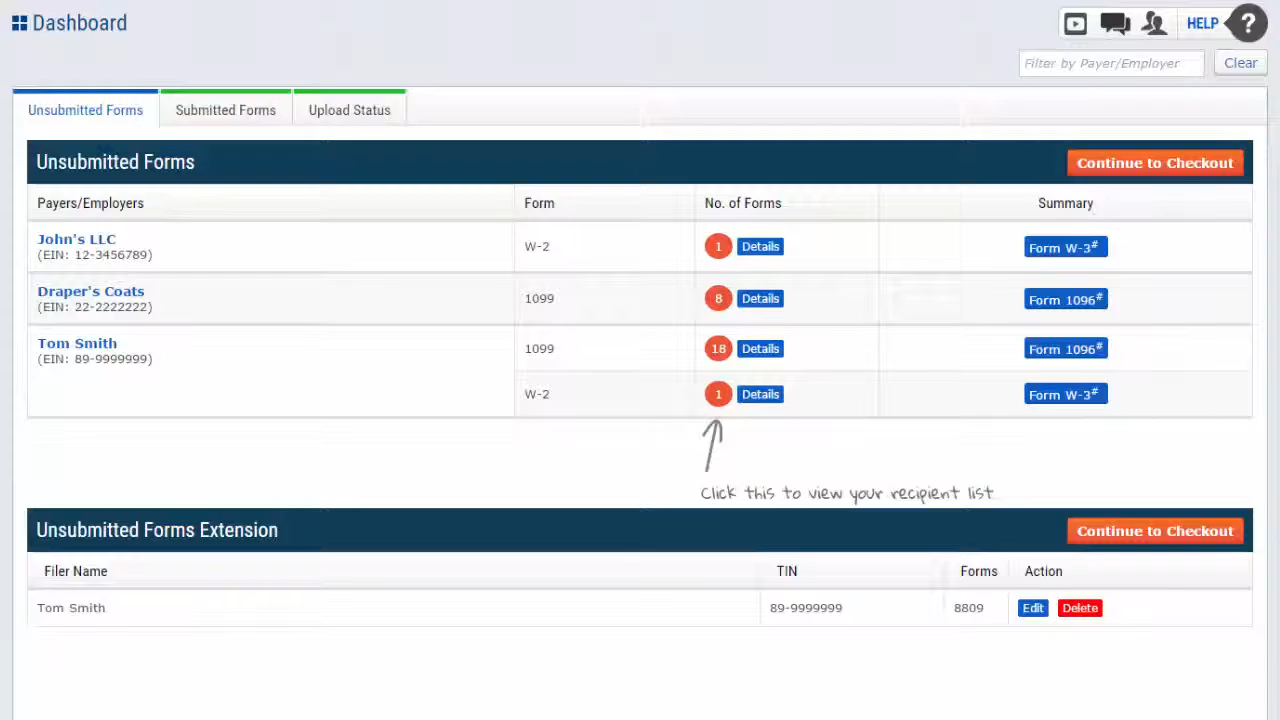 Dashboard
HELP ?
Filter by Payer/Employer Clear
Unsubmitted Forms Submitted Forms Upload Status
Unsubmitted Forms Continue to Checkout
Payers/Employers Form No. of Forms Summary
John's LLC
(EIN: 12-3456789) W-2 1 Details Form W-3#
Draper's Coats
(EIN: 22-2222222) 1099 8 Details Form 1096#
Tom Smith
(EIN: 89-9999999) 1099 18 Details Form 1096#
W-2 1 Details Form W-3#
Click this to view your recipient list
Unsubmitted Forms Extension Continue to Checkout
Filer Name TIN Forms Action
Tom Smith 89-9999999 8809 Edit Delete